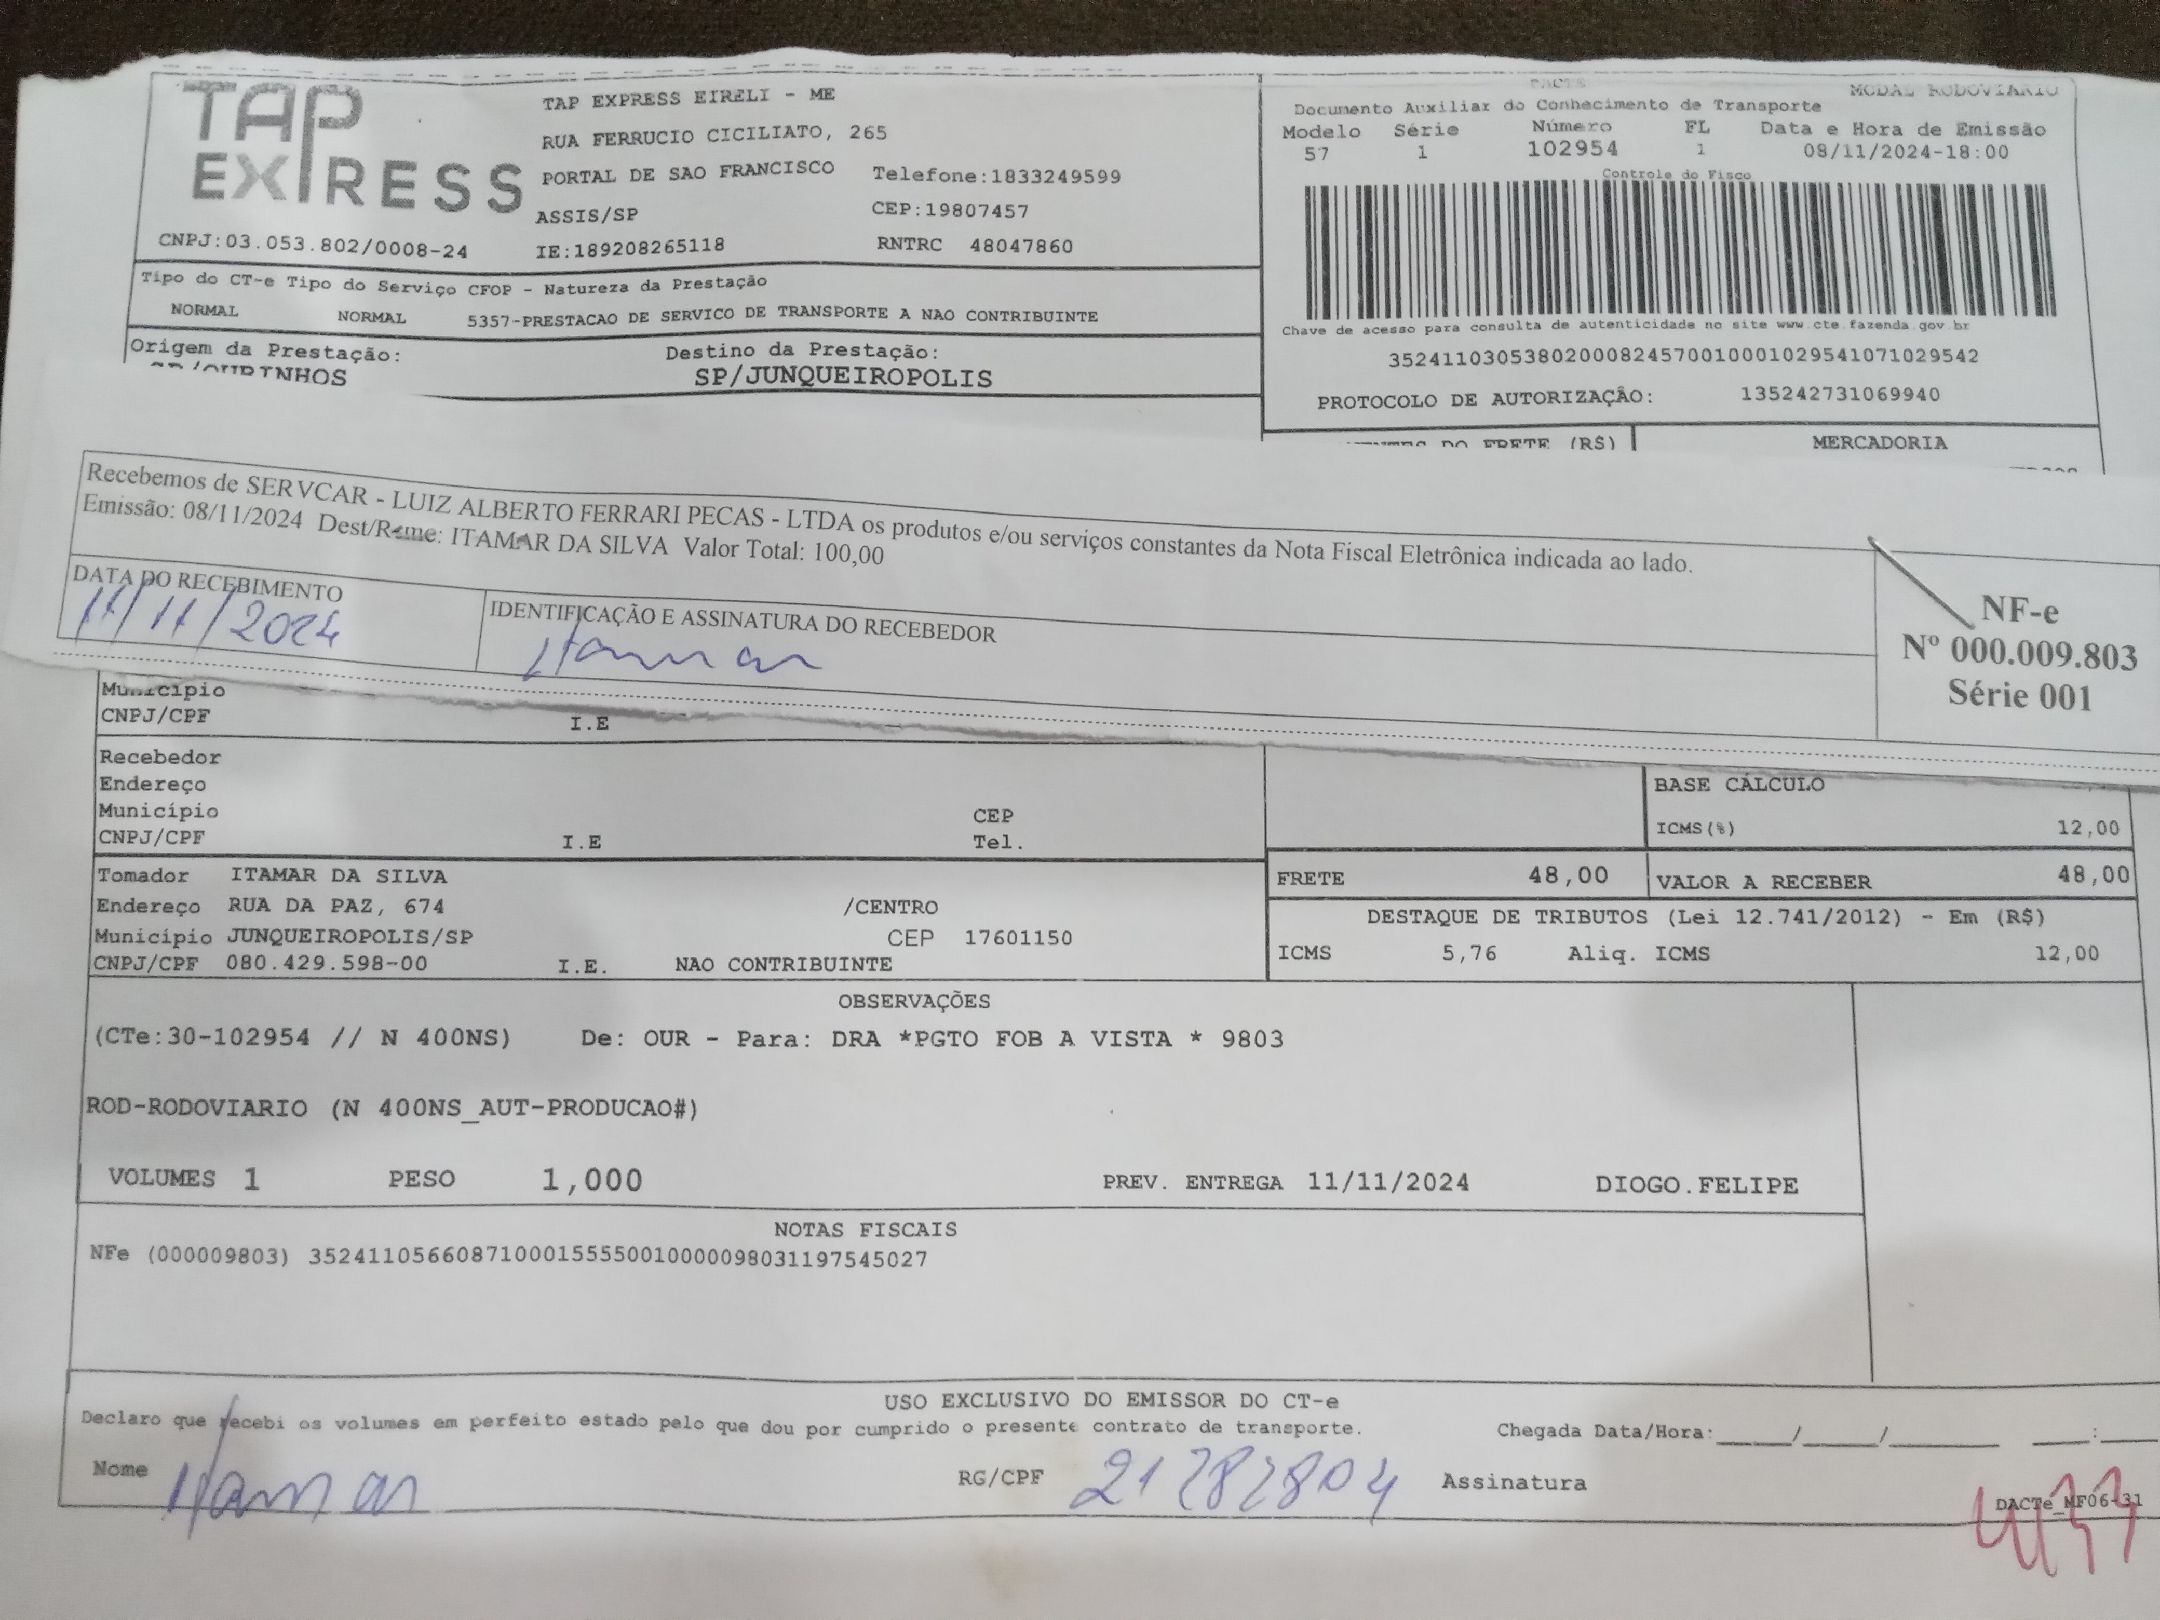 TAP
EXPRESS
TAP EXPRESS EIRELI - ME
RUA FERRUCIO CICILIATO, 265
PORTAL DE SAO FRANCISCO Telefone:1833249599
ASSIS/SP CEP:19807457
CNPJ:03.053.802/0008-24 IE:189208265118 RNTRC 48047860
DACTE MODAL RODOVIARIO
Documento Auxiliar do Conhecimento de Transporte
Modelo Série Número FL Data e Hora de Emissão
57 1 102954 1 08/11/2024-18:00
Controle do Fisco
Chave de acesso para consulta de autenticidade no site www.cte.fazenda.gov.br
35241103053802000824570010001029541071029542
PROTOCOLO DE AUTORIZAÇÃO: 135242731069940
Tipo do CT-e Tipo do Serviço CFOP - Natureza da Prestação
NORMAL NORMAL 5357-PRESTACAO DE SERVICO DE TRANSPORTE A NAO CONTRIBUINTE
Origem da Prestação: Destino da Prestação:
SP/OURINHOS SP/JUNQUEIROPOLIS
DO FRETE (R$) MERCADORIA
Recebemos de SERVCAR - LUIZ ALBERTO FERRARI PECAS - LTDA os produtos e/ou serviços constantes da Nota Fiscal Eletrônica indicada ao lado.
Emissão: 08/11/2024 Dest/Reme: ITAMAR DA SILVA Valor Total: 100,00
DATA DO RECEBIMENTO IDENTIFICAÇÃO E ASSINATURA DO RECEBEDOR
11/11/2024 Itamar
NF-e
Nº 000.009.803
Série 001
Município
CNPJ/CPF I.E
Recebedor
Endereço
Município CEP
CNPJ/CPF I.E Tel.
BASE CÁLCULO
ICMS(%) 12,00
Tomador ITAMAR DA SILVA
Endereço RUA DA PAZ, 674 /CENTRO
Município JUNQUEIROPOLIS/SP CEP 17601150
CNPJ/CPF 080.429.598-00 I.E. NAO CONTRIBUINTE
FRETE 48,00 VALOR A RECEBER 48,00
DESTAQUE DE TRIBUTOS (Lei 12.741/2012) - Em (R$)
ICMS 5,76 Aliq. ICMS 12,00
OBSERVAÇÕES
(CTe:30-102954 // N 400NS) De: OUR - Para: DRA *PGTO FOB A VISTA * 9803
ROD-RODOVIARIO (N 400NS_AUT-PRODUCAO#)
VOLUMES 1 PESO 1,000 PREV. ENTREGA 11/11/2024 DIOGO.FELIPE
NOTAS FISCAIS
NFe (000009803) 35241105660871000155550010000098031197545027
USO EXCLUSIVO DO EMISSOR DO CT-e
Declaro que recebi os volumes em perfeito estado pelo que dou por cumprido o presente contrato de transporte. Chegada Data/Hora:_____/_____/_______ ____:____
Nome Itamar RG/CPF 21282804 Assinatura
DACTe_MF06-31